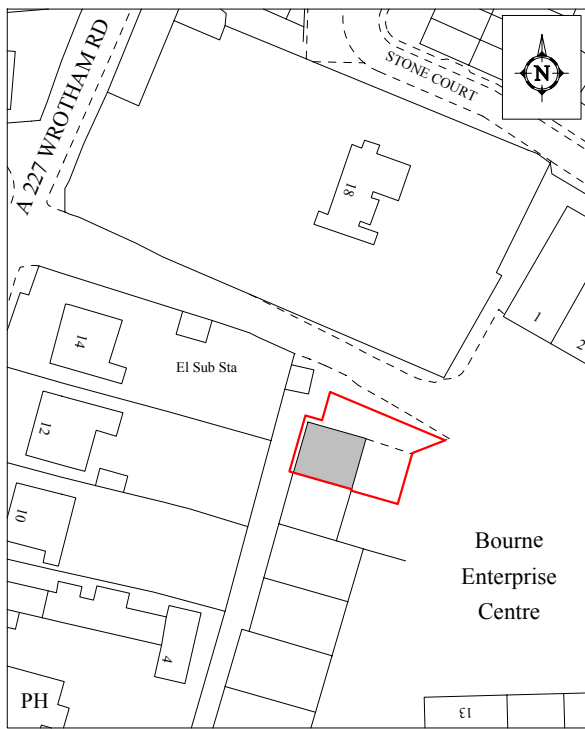 STONE COURT
N
A 227 WROTHAM RD
18
1
2
14
El Sub Sta
12
10
Bourne
Enterprise
Centre
4
PH
13